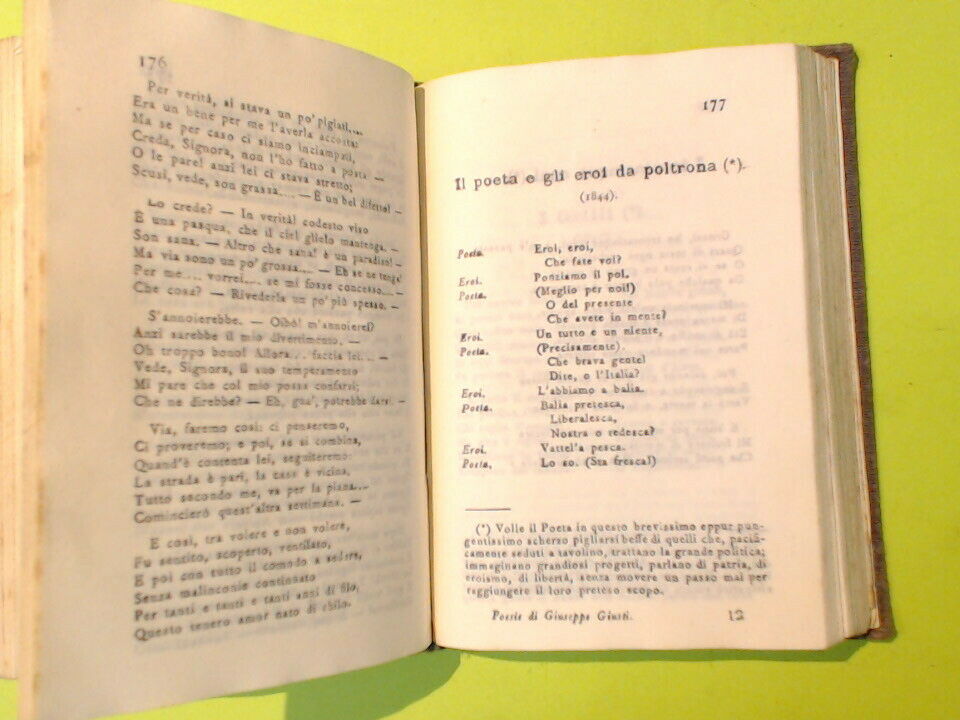 176
Per verità, si stava un po' pigiati....
Era un bene per me l'averla accosta:
Ma se per caso ci siamo inciampati,
Creda, Signora, non l'ho fatto a posta —
O le pare! anzi lei ci stava stretto;
Scusi, vede, son grassa.... — È un bel difetto! —
Lo crede? — In verità! codesto viso
È una pasqua, che il ciel glielo mantenga. —
Son sana. — Altro che sana! è un paradiso! —
Ma via sono un po' grossa.... — Eh se ne tenga!
Per me.... vorrei.... se mi fosse concesso.... —
Che cosa? — Rivederla un po' più spesso. —
S'annoierebbe. — Oibò! m'annoierei?
Anzi sarebbe il mio divertimento. —
Oh troppo bono! Allora.... faccia lei.... —
Vede, Signora, il suo temperamento
Mi pare che col mio possa confarsi;
Che ne direbbe? — Eh, gua', potrebbe darsi. —
Via, faremo così: ci penseremo,
Ci proveremo; e poi, se si combina,
Quand'è contenta lei, seguiteremo:
La strada è pari, la casa è vicina,
Tutto secondo me, va per la piana....
Comincierò quest'altra settimana. —
E così, tra volere e non volere,
Fu sentito, scoperto, ventilato,
E poi con tutto il comodo a sedere,
Senza malinconie continuato
Per tanti e tanti e tanti anni di filo,
Questo tenero amor nato di chilo.
177
Il poeta e gli eroi da poltrona (*).
(1844).
Poeta. Eroi, eroi,
Che fate voi?
Eroi. Ponziamo il poi.
Poeta. (Meglio per noi!)
O del presente
Che avete in mente?
Eroi. Un tutto e un niente,
Poeta. (Precisamente).
Che brava gente!
Dite, o l'Italia?
Eroi. L'abbiamo a balia.
Poeta. Balia pretesca,
Liberalesca,
Nostra o tedesca?
Eroi. Vattel'a pesca.
Poeta. Lo so. (Sta fresca!)
(*) Volle il Poeta in questo brevissimo eppur pun-
gentissimo scherzo pigliarsi beffe di quelli che, paciá-
camente seduti a tavolino, trattano la grande politica;
immaginano grandiosi progetti, parlano di patria, di
eroismo, di libertà, senza movere un passo mai per
raggiungere il loro preteso scopo.
Poesie di Giuseppe Giusti. 12